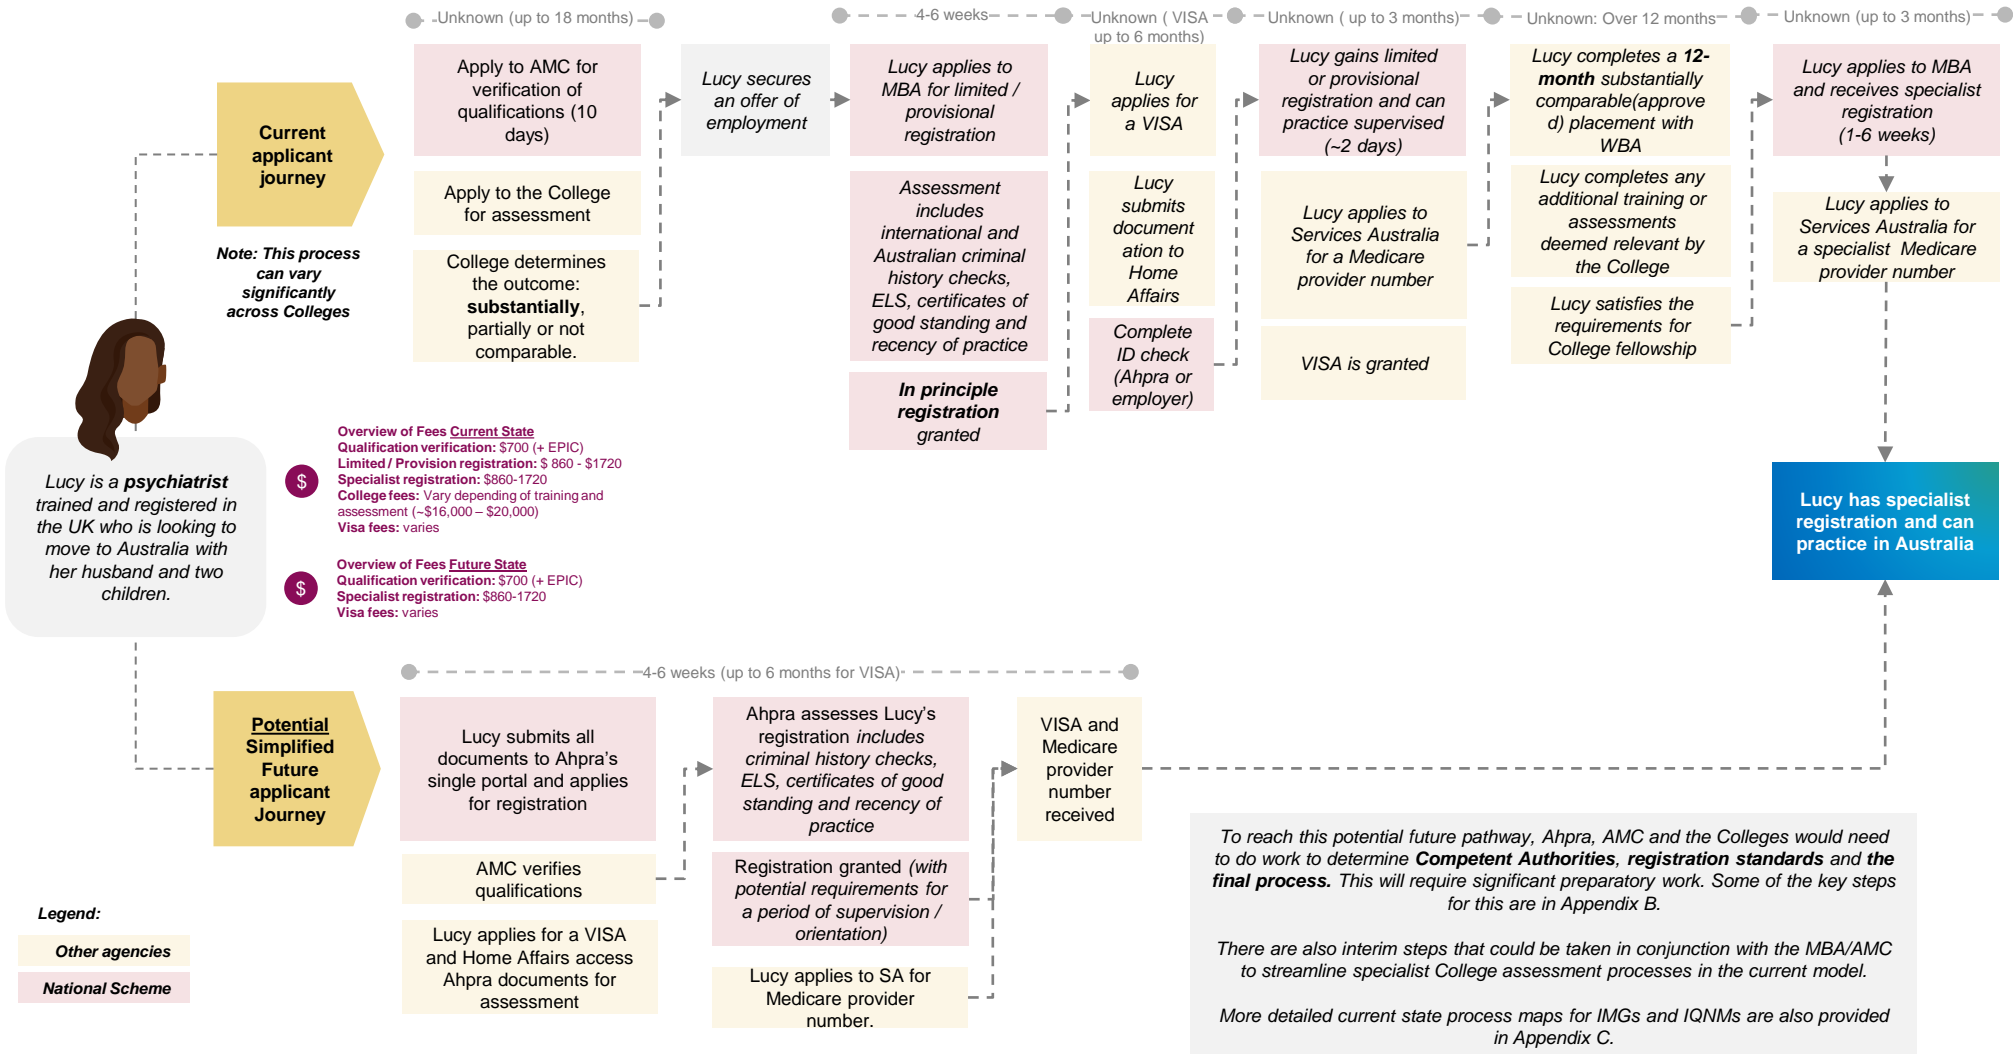 Unknown (up to 18 months)
4-6 weeks
Unknown ( VISA
up to 6 months)
Unknown ( up to 3 months)
Unknown: Over 12 months
Unknown (up to 3 months)
Current
applicant
journey
Note: This process
can vary
significantly
across Colleges
Apply to AMC for
verification of
qualifications (10
days)
Apply to the College
for assessment
College determines
the outcome:
substantially,
partially or not
comparable.
Lucy secures
an offer of
employment
Lucy applies to
MBA for limited /
provisional
registration
Assessment
includes
international and
Australian criminal
history checks,
ELS, certificates of
good standing and
recency of practice
In principle
registration
granted
Lucy
applies for
a VISA
Lucy
submits
document
ation to
Home
Affairs
Complete
ID check
(Ahpra or
employer)
Lucy gains limited
or provisional
registration and can
practice supervised
(~2 days)
Lucy applies to
Services Australia
for a Medicare
provider number
VISA is granted
Lucy completes a 12-
month substantially
comparable(approve
d) placement with
WBA
Lucy completes any
additional training or
assessments
deemed relevant by
the College
Lucy satisfies the
requirements for
College fellowship
Lucy applies to MBA
and receives specialist
registration
(1-6 weeks)
Lucy applies to
Services Australia for
a specialist Medicare
provider number
Lucy has specialist
registration and can
practice in Australia
Lucy is a psychiatrist
trained and registered in
the UK who is looking to
move to Australia with
her husband and two
children.
$
Overview of Fees Current State
Qualification verification: $700 (+ EPIC)
Limited / Provision registration: $ 860 - $1720
Specialist registration: $860-1720
College fees: Vary depending of training and
assessment (~$16,000 – $20,000)
Visa fees: varies
$
Overview of Fees Future State
Qualification verification: $700 (+ EPIC)
Specialist registration: $860-1720
Visa fees: varies
4-6 weeks (up to 6 months for VISA)
Potential
Simplified
Future
applicant
Journey
Lucy submits all
documents to Ahpra's
single portal and applies
for registration
AMC verifies
qualifications
Lucy applies for a VISA
and Home Affairs access
Ahpra documents for
assessment
Ahpra assesses Lucy's
registration includes
criminal history checks,
ELS, certificates of good
standing and recency of
practice
Registration granted (with
potential requirements for
a period of supervision /
orientation)
Lucy applies to SA for
Medicare provider
number.
VISA and
Medicare
provider
number
received
To reach this potential future pathway, Ahpra, AMC and the Colleges would need
to do work to determine Competent Authorities, registration standards and the
final process. This will require significant preparatory work. Some of the key steps
for this are in Appendix B.
There are also interim steps that could be taken in conjunction with the MBA/AMC
to streamline specialist College assessment processes in the current model.
More detailed current state process maps for IMGs and IQNMs are also provided
in Appendix C.
Legend:
Other agencies
National Scheme